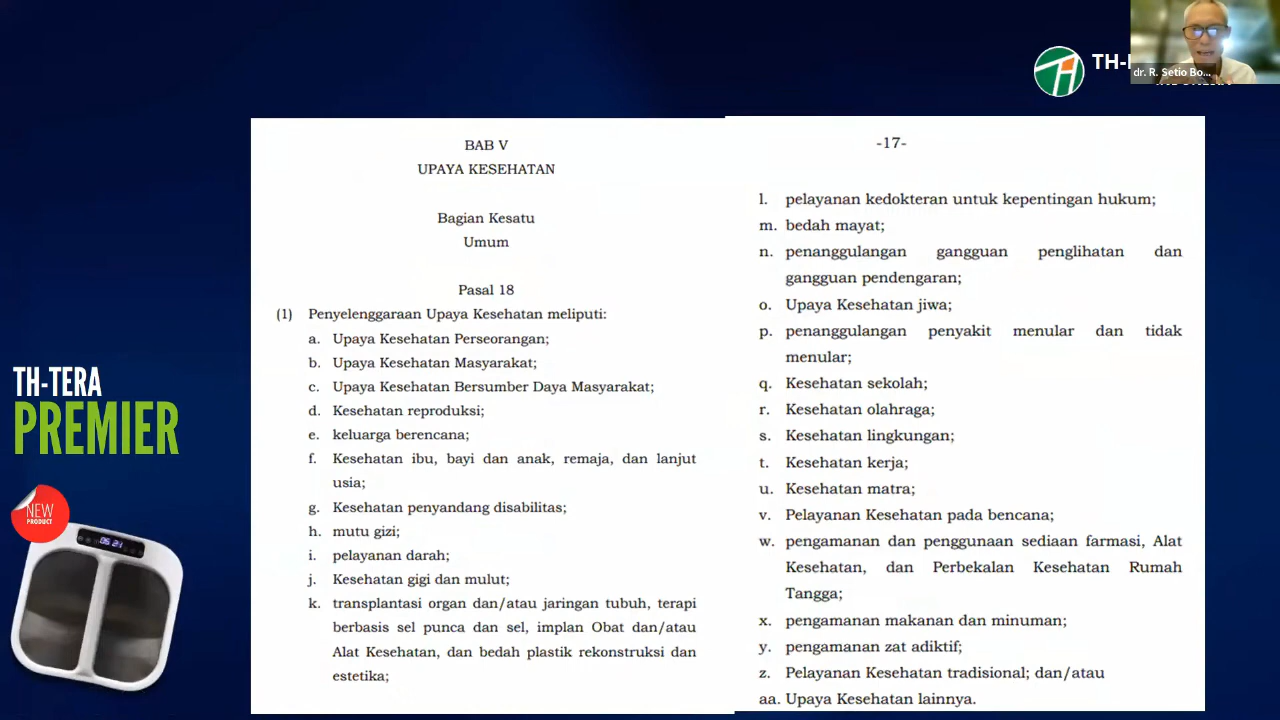 TH-
dr. R. Setio Bo...
BAB V
UPAYA KESEHATAN
Bagian Kesatu
Umum
Pasal 18
(1) Penyelenggaraan Upaya Kesehatan meliputi:
a. Upaya Kesehatan Perseorangan;
b. Upaya Kesehatan Masyarakat;
c. Upaya Kesehatan Bersumber Daya Masyarakat;
d. Kesehatan reproduksi;
e. keluarga berencana;
f. Kesehatan ibu, bayi dan anak, remaja, dan lanjut
usia;
g. Kesehatan penyandang disabilitas;
h. mutu gizi;
i. pelayanan darah;
j. Kesehatan gigi dan mulut;
k. transplantasi organ dan/atau jaringan tubuh, terapi
berbasis sel punca dan sel, implan Obat dan/atau
Alat Kesehatan, dan bedah plastik rekonstruksi dan
estetika;
-17-
l. pelayanan kedokteran untuk kepentingan hukum;
m. bedah mayat;
n. penanggulangan gangguan penglihatan dan
gangguan pendengaran;
o. Upaya Kesehatan jiwa;
p. penanggulangan penyakit menular dan tidak
menular;
q. Kesehatan sekolah;
r. Kesehatan olahraga;
s. Kesehatan lingkungan;
t. Kesehatan kerja;
u. Kesehatan matra;
v. Pelayanan Kesehatan pada bencana;
w. pengamanan dan penggunaan sediaan farmasi, Alat
Kesehatan, dan Perbekalan Kesehatan Rumah
Tangga;
x. pengamanan makanan dan minuman;
y. pengamanan zat adiktif;
z. Pelayanan Kesehatan tradisional; dan/atau
aa. Upaya Kesehatan lainnya.
TH-TERA
PREMIER
NEW
PRODUCT